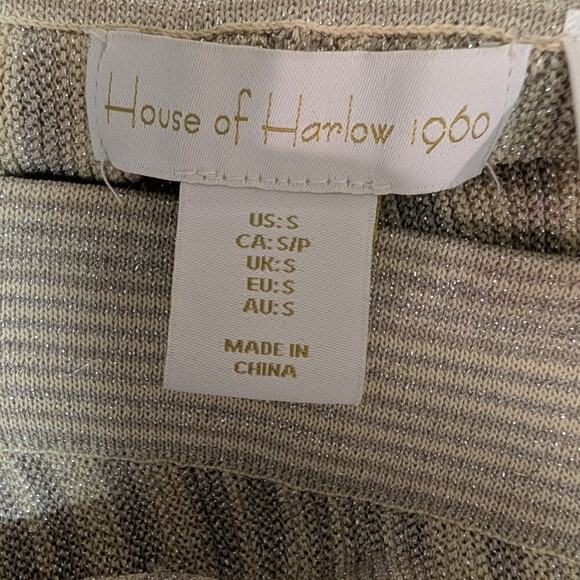 House of Harlow 1960
US: S
CA: S/P
UK: S
EU: S
AU: S
MADE IN
CHINA